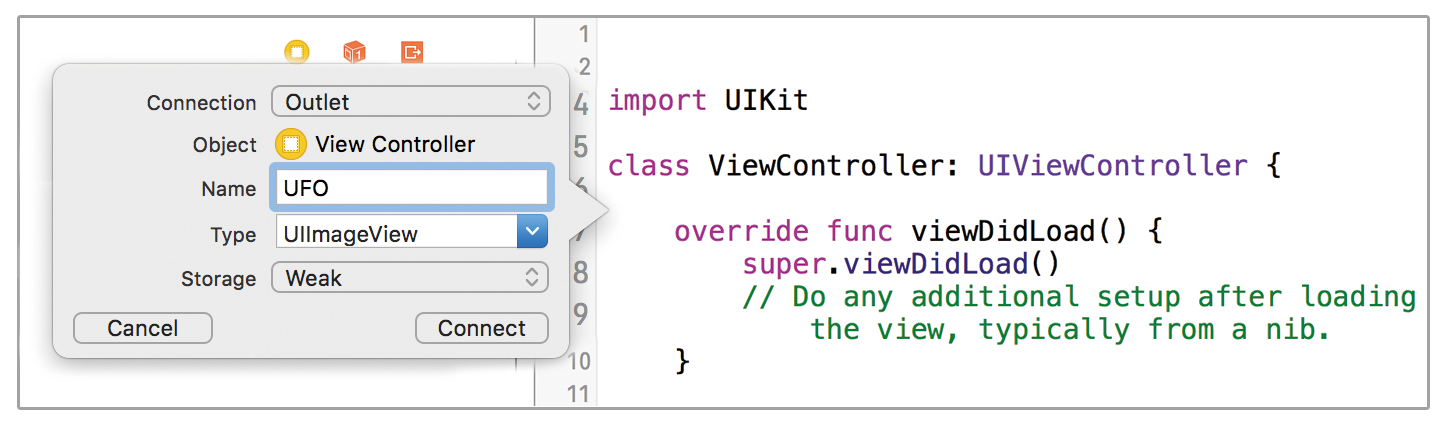 Connection Outlet
Object View Controller
Name UFO
Type UIImageView
Storage Weak
Cancel Connect
1
2
4 import UIKit
5 class ViewController: UIViewController {
6
7 override func viewDidLoad() {
8 super.viewDidLoad()
9 // Do any additional setup after loading
the view, typically from a nib.
10 }
11